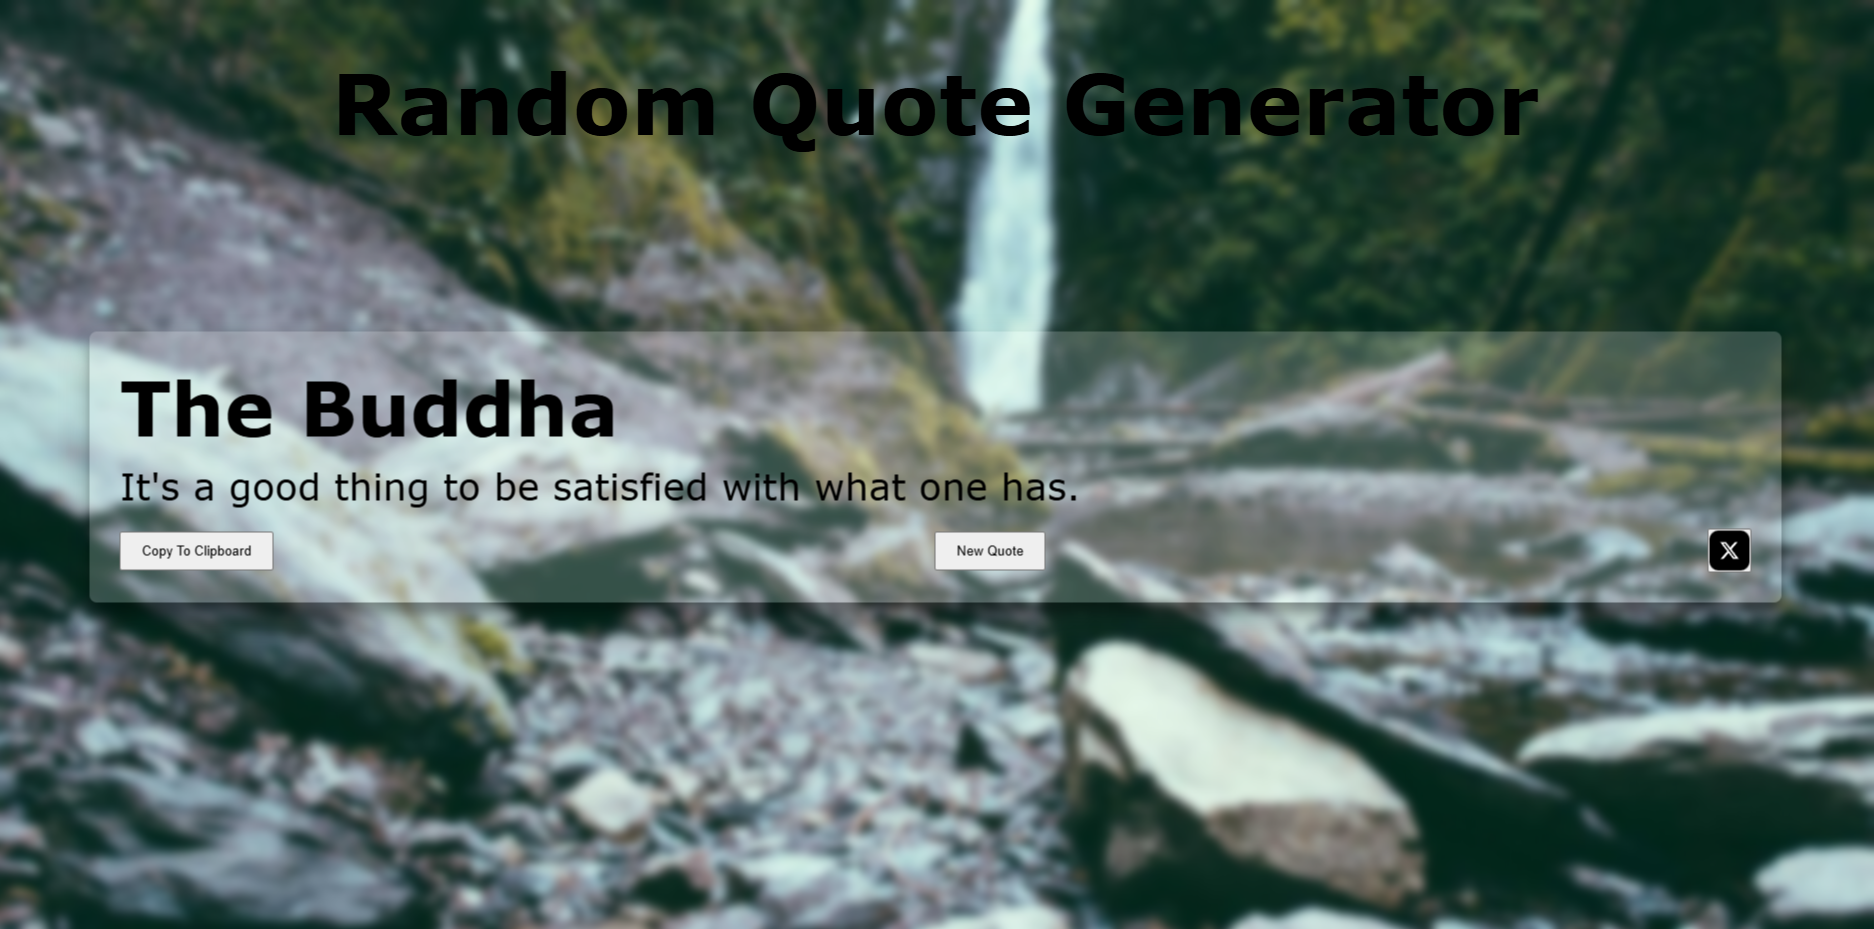 Random Quote Generator
The Buddha
It's a good thing to be satisfied with what one has.
Copy To Clipboard
New Quote
X